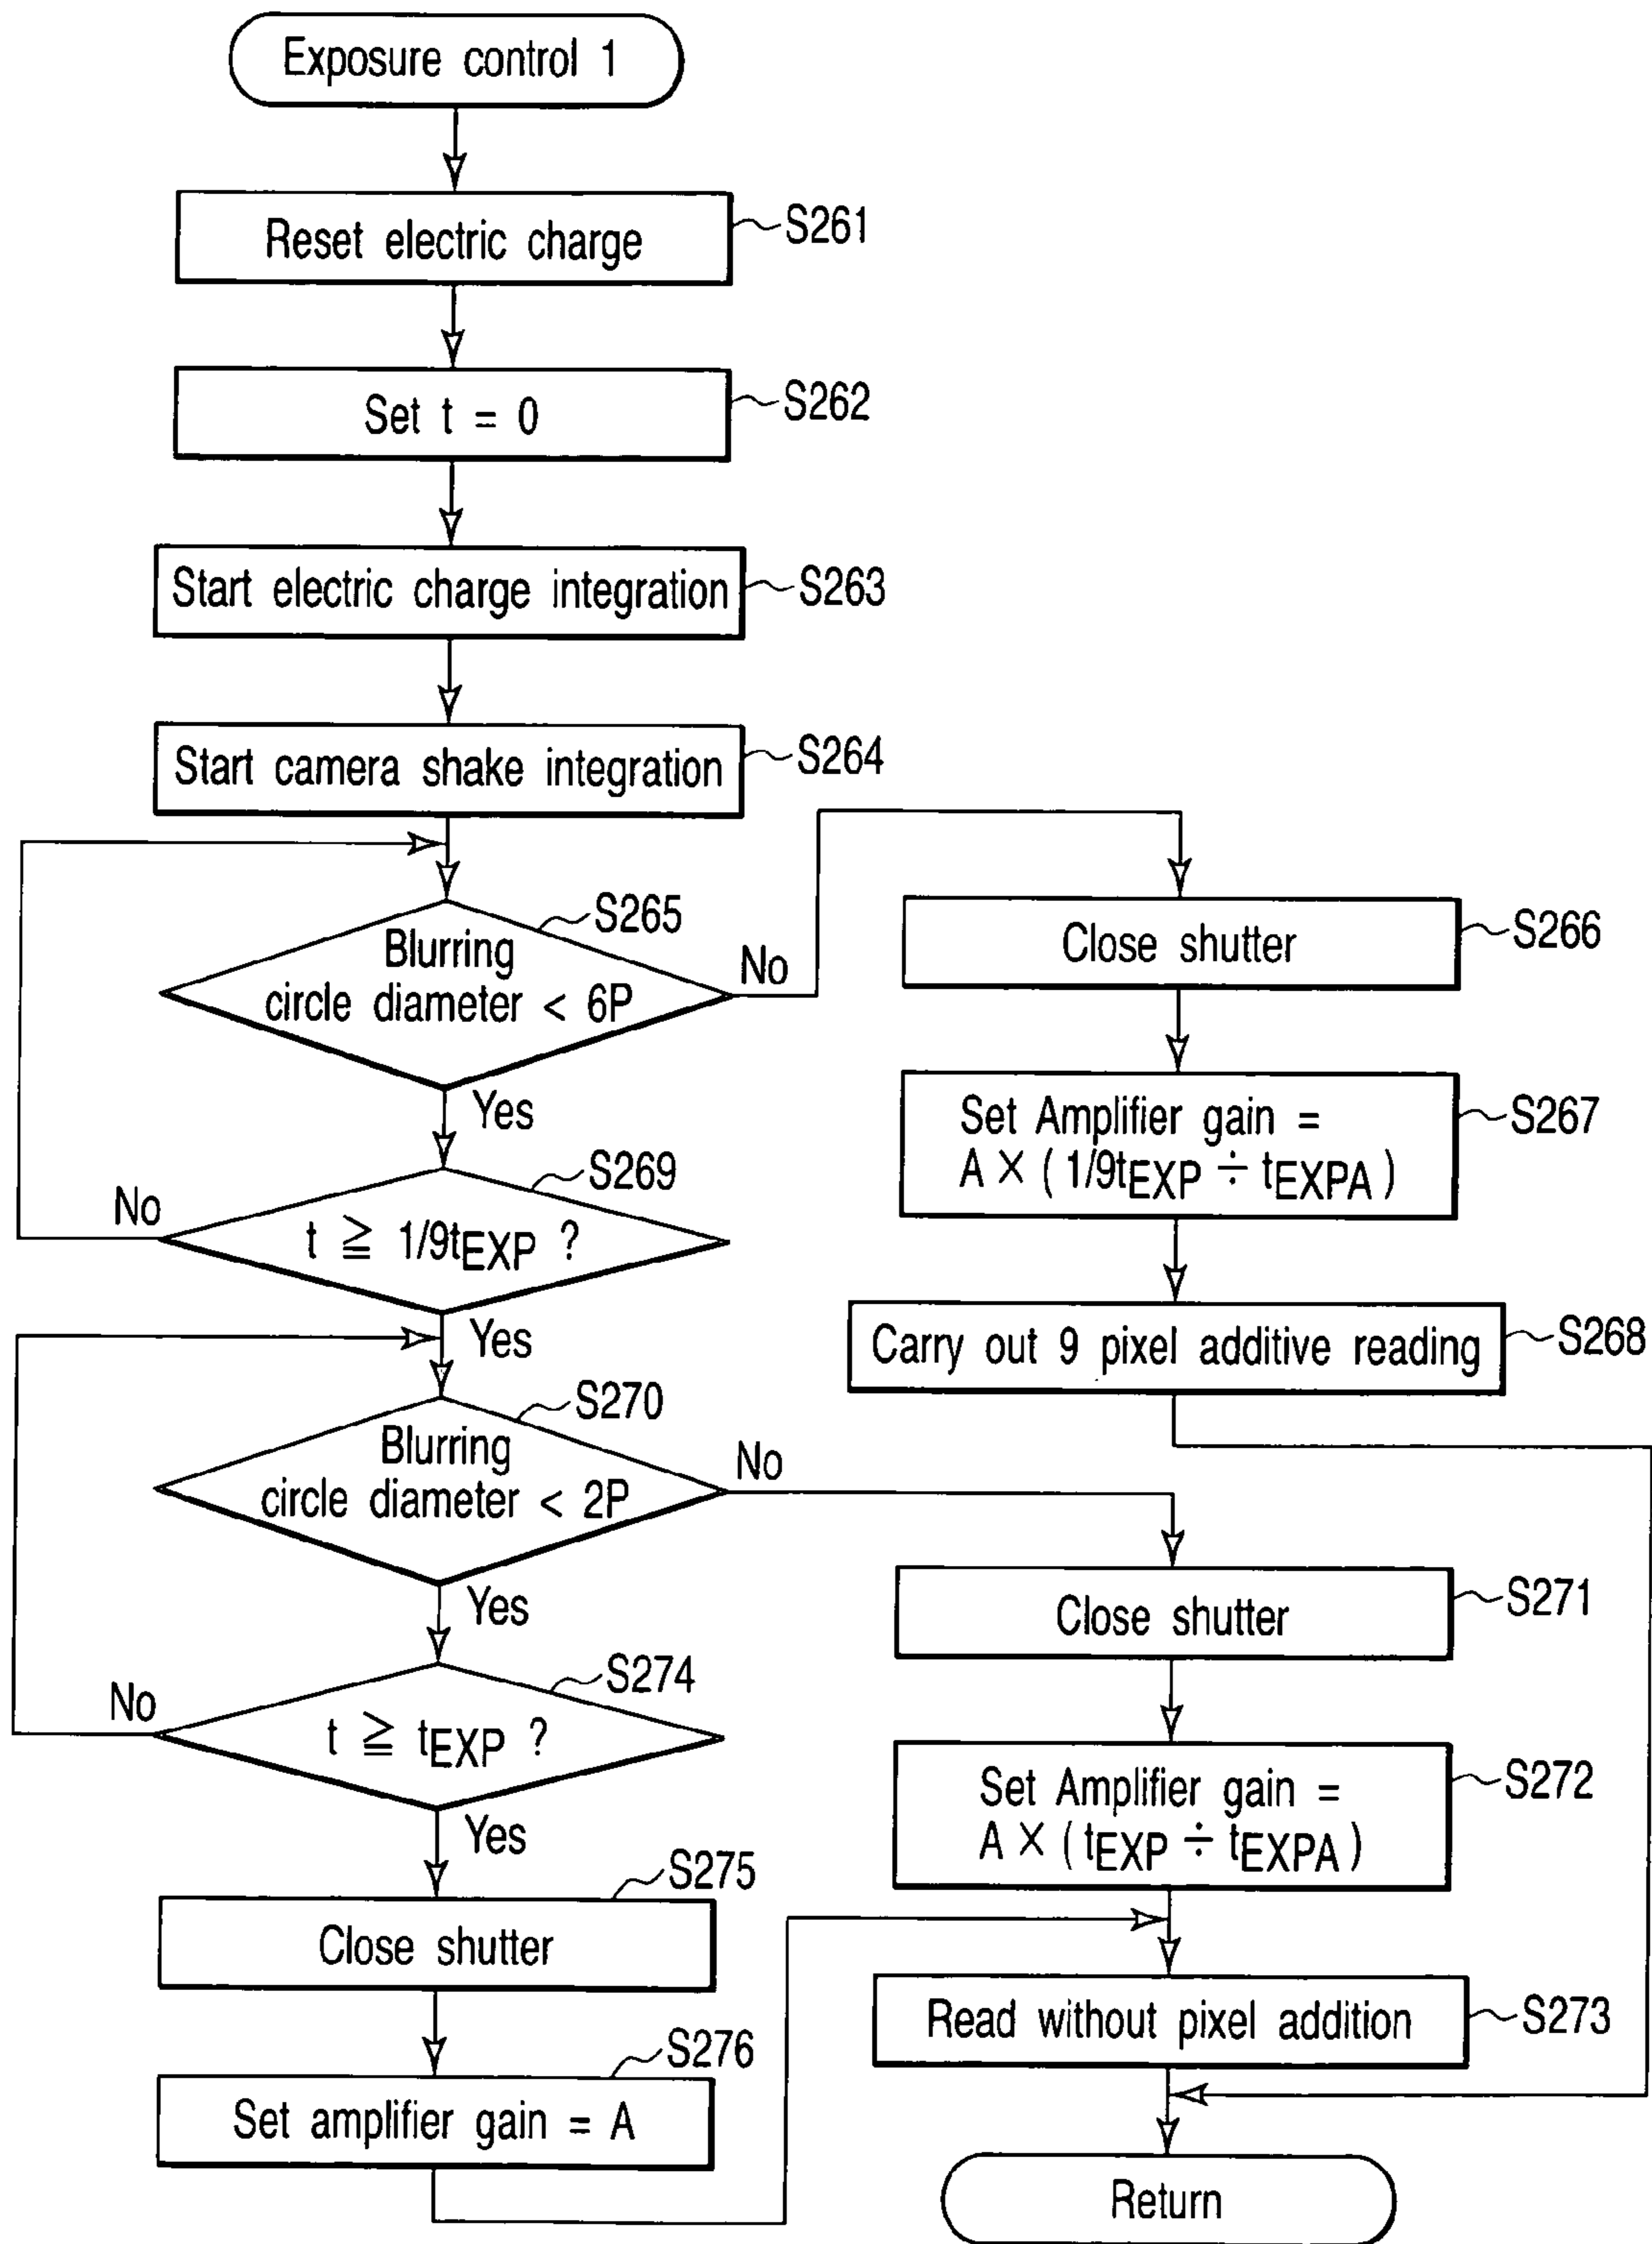 Exposure control 1
Reset electric charge
S261
Set t = 0
S262
Start electric charge integration
S263
Start camera shake integration
S264
Blurring
circle diameter < 6P
S265
No
Yes
Close shutter
S266
Set Amplifier gain =
A × ( 1/9tEXP ÷ tEXPA )
S267
Carry out 9 pixel additive reading
S268
t ≧ 1/9tEXP ?
S269
No
Yes
Blurring
circle diameter < 2P
S270
No
Yes
Close shutter
S271
Set Amplifier gain =
A × ( tEXP ÷ tEXPA )
S272
Read without pixel addition
S273
t ≧ tEXP ?
S274
No
Yes
Close shutter
S275
Set amplifier gain = A
S276
Return